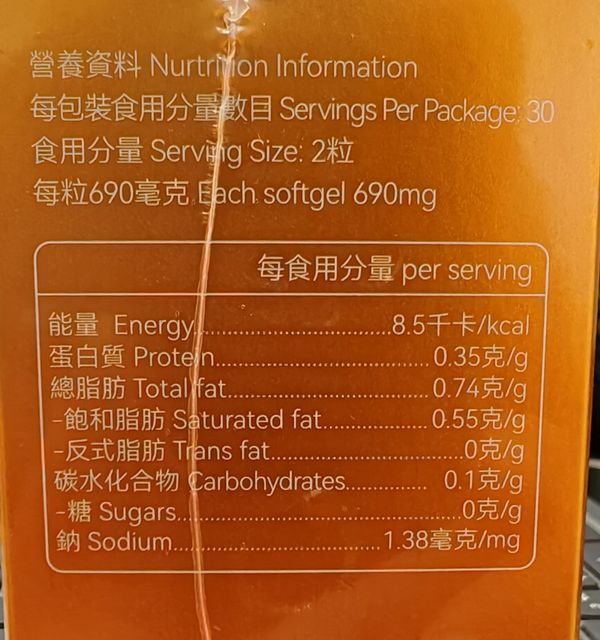 營養資料 Nurtrition Information
每包裝食用分量數目 Servings Per Package: 30
食用分量 Serving Size: 2粒
每粒690毫克 Each softgel 690mg
每食用分量 per serving
能量 Energy..............................8.5千卡/kcal
蛋白質 Protein.................................0.35克/g
總脂肪 Total fat................................0.74克/g
-飽和脂肪 Saturated fat................0.55克/g
-反式脂肪 Trans fat.............................0克/g
碳水化合物 Carbohydrates.............. 0.1克/g
-糖 Sugars...........................................0克/g
鈉 Sodium................................1.38毫克/mg